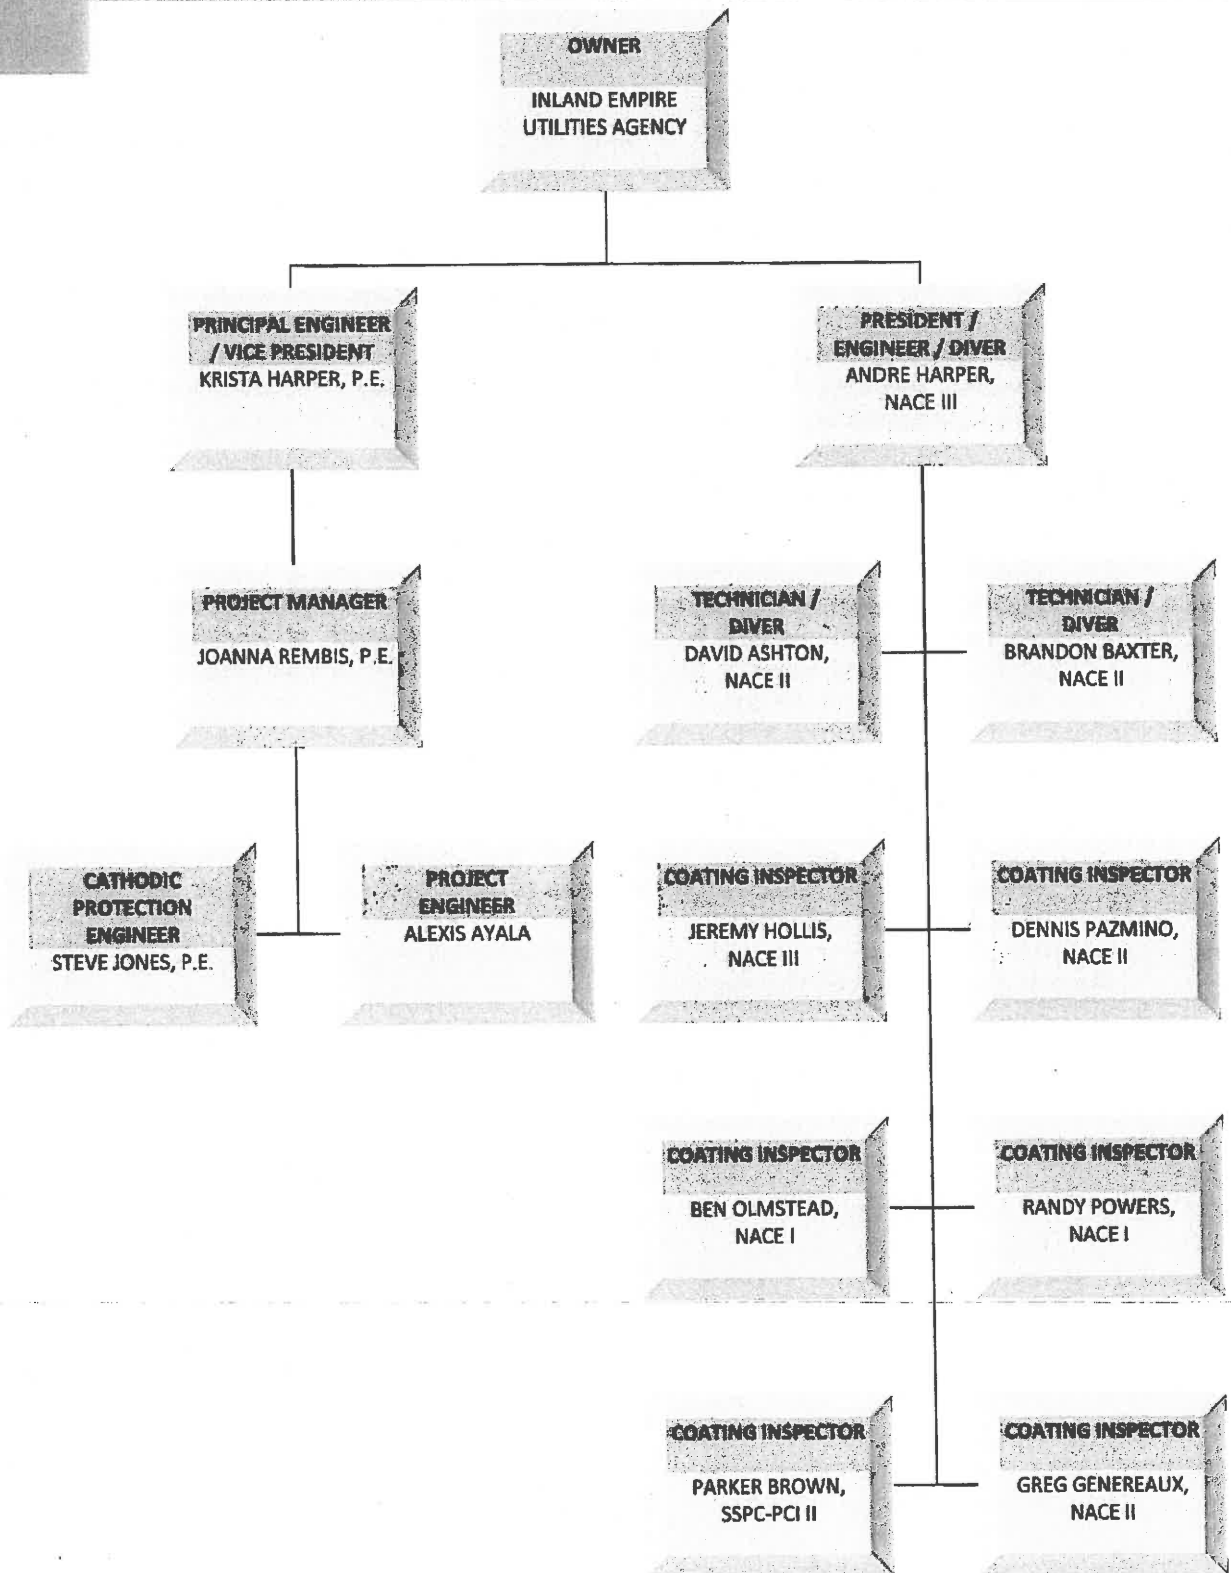 OWNER
INLAND EMPIRE
UTILITIES AGENCY
PRINCIPAL ENGINEER
/ VICE PRESIDENT
KRISTA HARPER, P.E.
PRESIDENT /
ENGINEER / DIVER
ANDRE HARPER,
NACE III
PROJECT MANAGER
JOANNA REMBIS, P.E.
TECHNICIAN /
DIVER
DAVID ASHTON,
NACE II
TECHNICIAN /
DIVER
BRANDON BAXTER,
NACE II
CATHODIC
PROTECTION
ENGINEER
STEVE JONES, P.E.
PROJECT
ENGINEER
ALEXIS AYALA
COATING INSPECTOR
JEREMY HOLLIS,
NACE III
COATING INSPECTOR
DENNIS PAZMINO,
NACE II
COATING INSPECTOR
BEN OLMSTEAD,
NACE I
COATING INSPECTOR
RANDY POWERS,
NACE I
COATING INSPECTOR
PARKER BROWN,
SSPC-PCI II
COATING INSPECTOR
GREG GENEREAUX,
NACE II